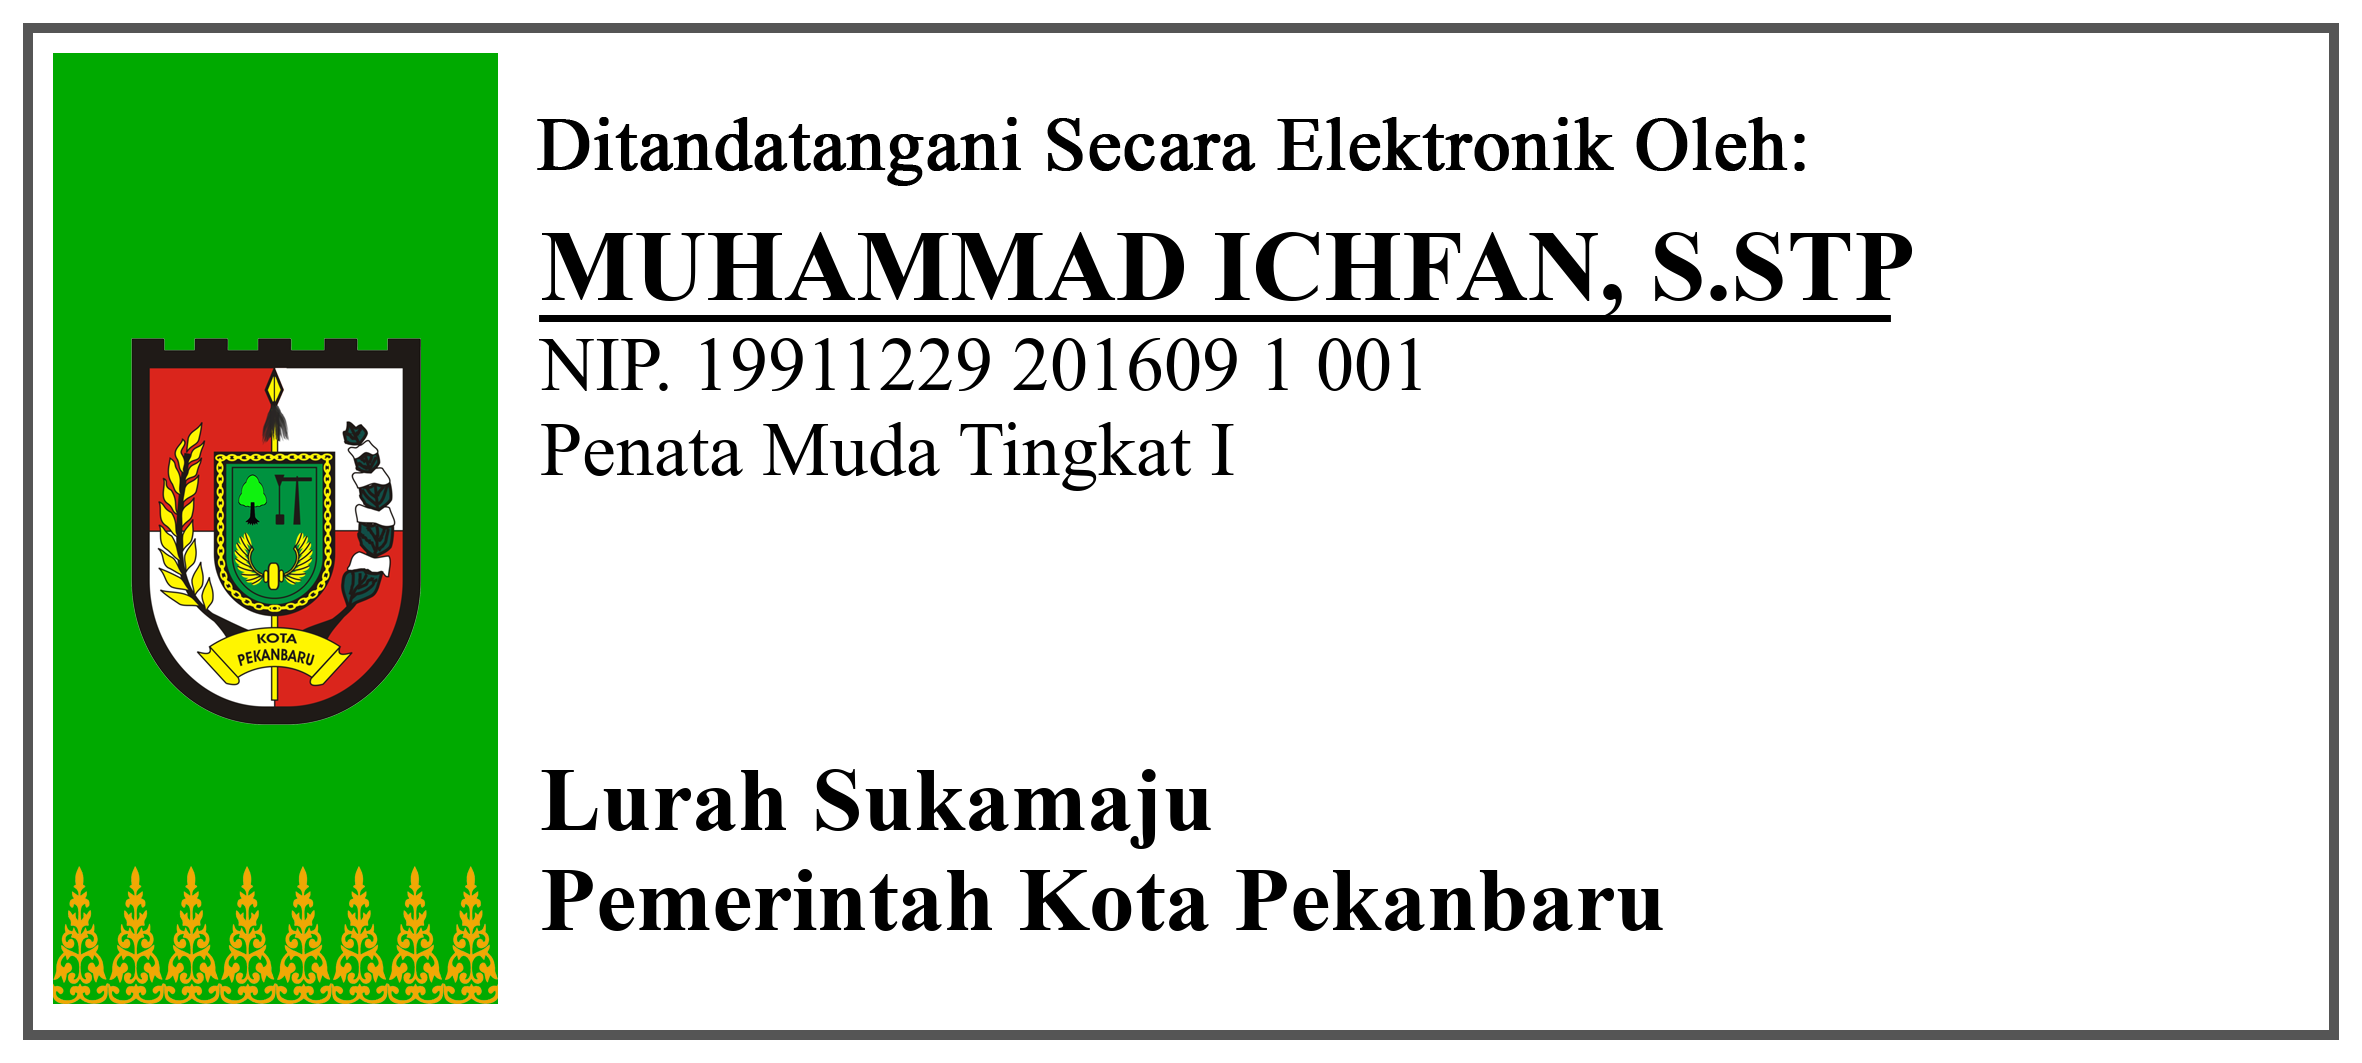 Ditandatangani Secara Elektronik Oleh:
MUHAMMAD ICHFAN, S.STP
NIP. 19911229 201609 1 001
Penata Muda Tingkat I
KOTA
PEKANBARU
Lurah Sukamaju
Pemerintah Kota Pekanbaru